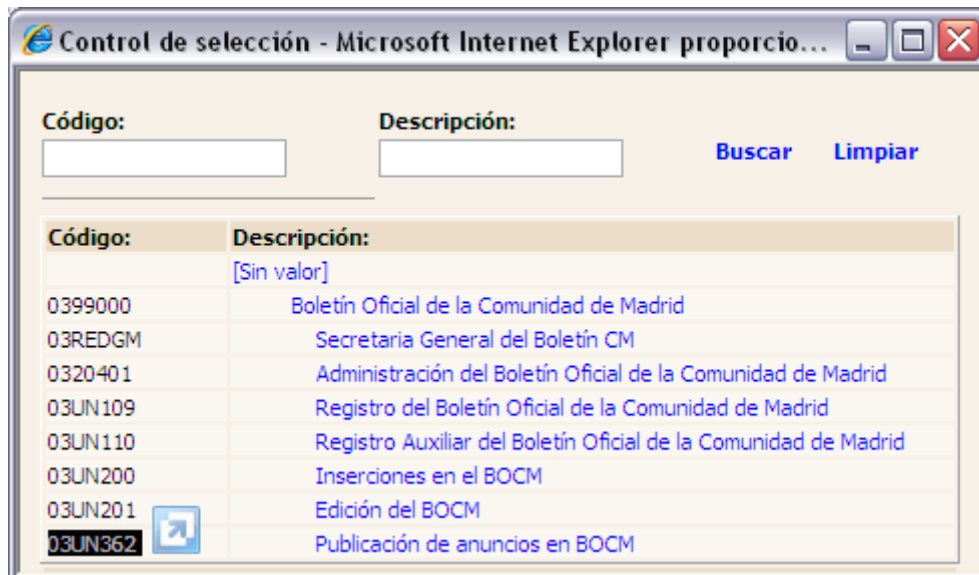 Control de selección - Microsoft Internet Explorer proporcio...
Código: Descripción:
Buscar Limpiar
Código: Descripción:
[Sin valor]
0399000 Boletín Oficial de la Comunidad de Madrid
03REDGM Secretaria General del Boletín CM
0320401 Administración del Boletín Oficial de la Comunidad de Madrid
03UN109 Registro del Boletín Oficial de la Comunidad de Madrid
03UN110 Registro Auxiliar del Boletín Oficial de la Comunidad de Madrid
03UN200 Inserciones en el BOCM
03UN201 Edición del BOCM
03UN362 Publicación de anuncios en BOCM